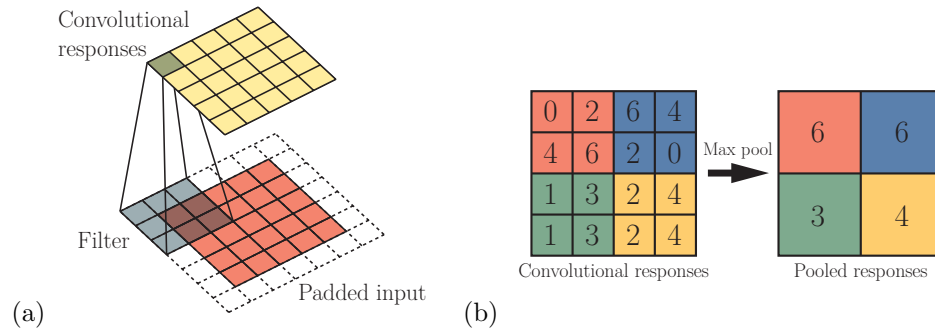 Convolutional
responses
Filter
Padded input
(a)
0 2 6 4
4 6 2 0
1 3 2 4
1 3 2 4
Convolutional responses
Max pool
6 6
3 4
Pooled responses
(b)